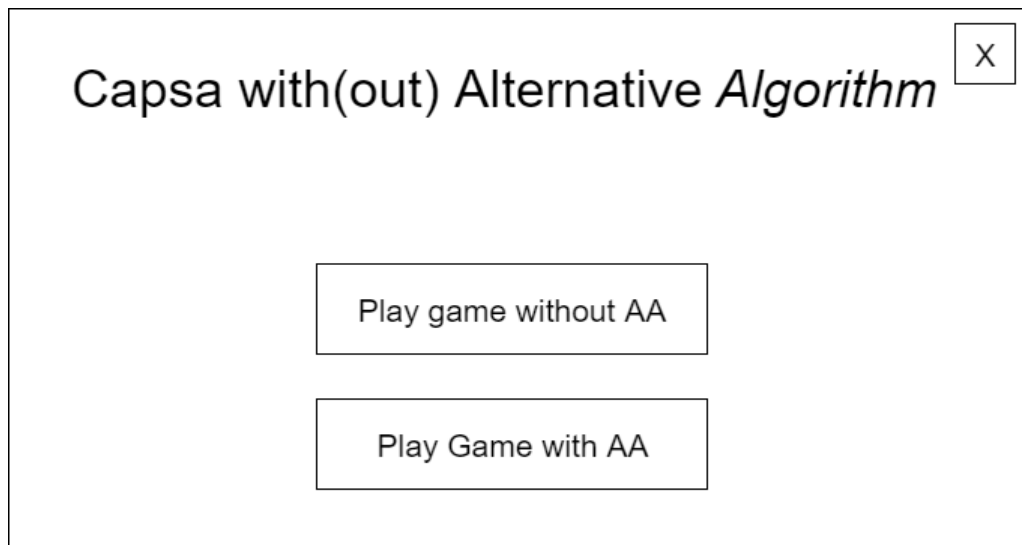 X
Capsa with(out) Alternative Algorithm
Play game without AA
Play Game with AA